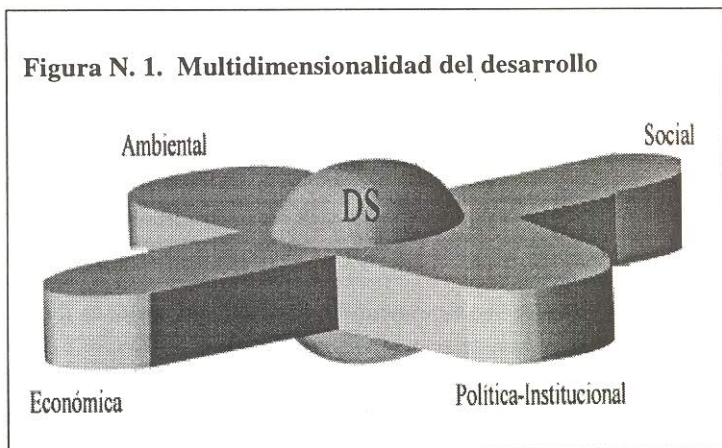 Figura N. 1. Multidimensionalidad del desarrollo
Ambiental
Social
DS
Económica
Política-Institucional